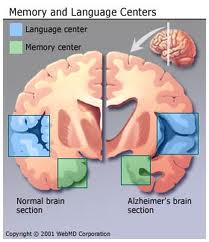 Memory and Language Centers
Language center
Memory center
Normal brain
section
Alzheimer's brain
section
Copyright © 2001 WebMD Corporation